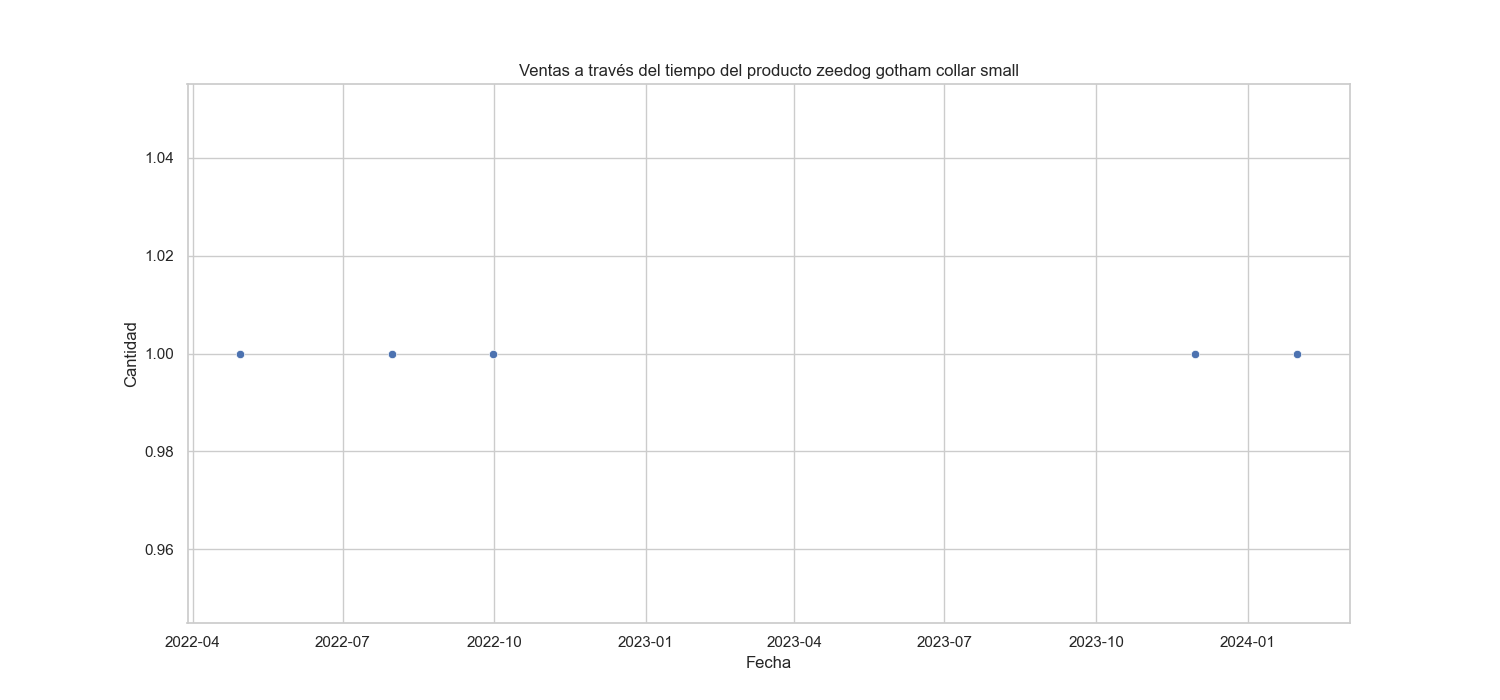 Ventas a través del tiempo del producto zeedog gotham collar small
1.04
1.02
1.00
0.98
0.96
Cantidad
2022-04 2022-07 2022-10 2023-01 2023-04 2023-07 2023-10 2024-01
Fecha